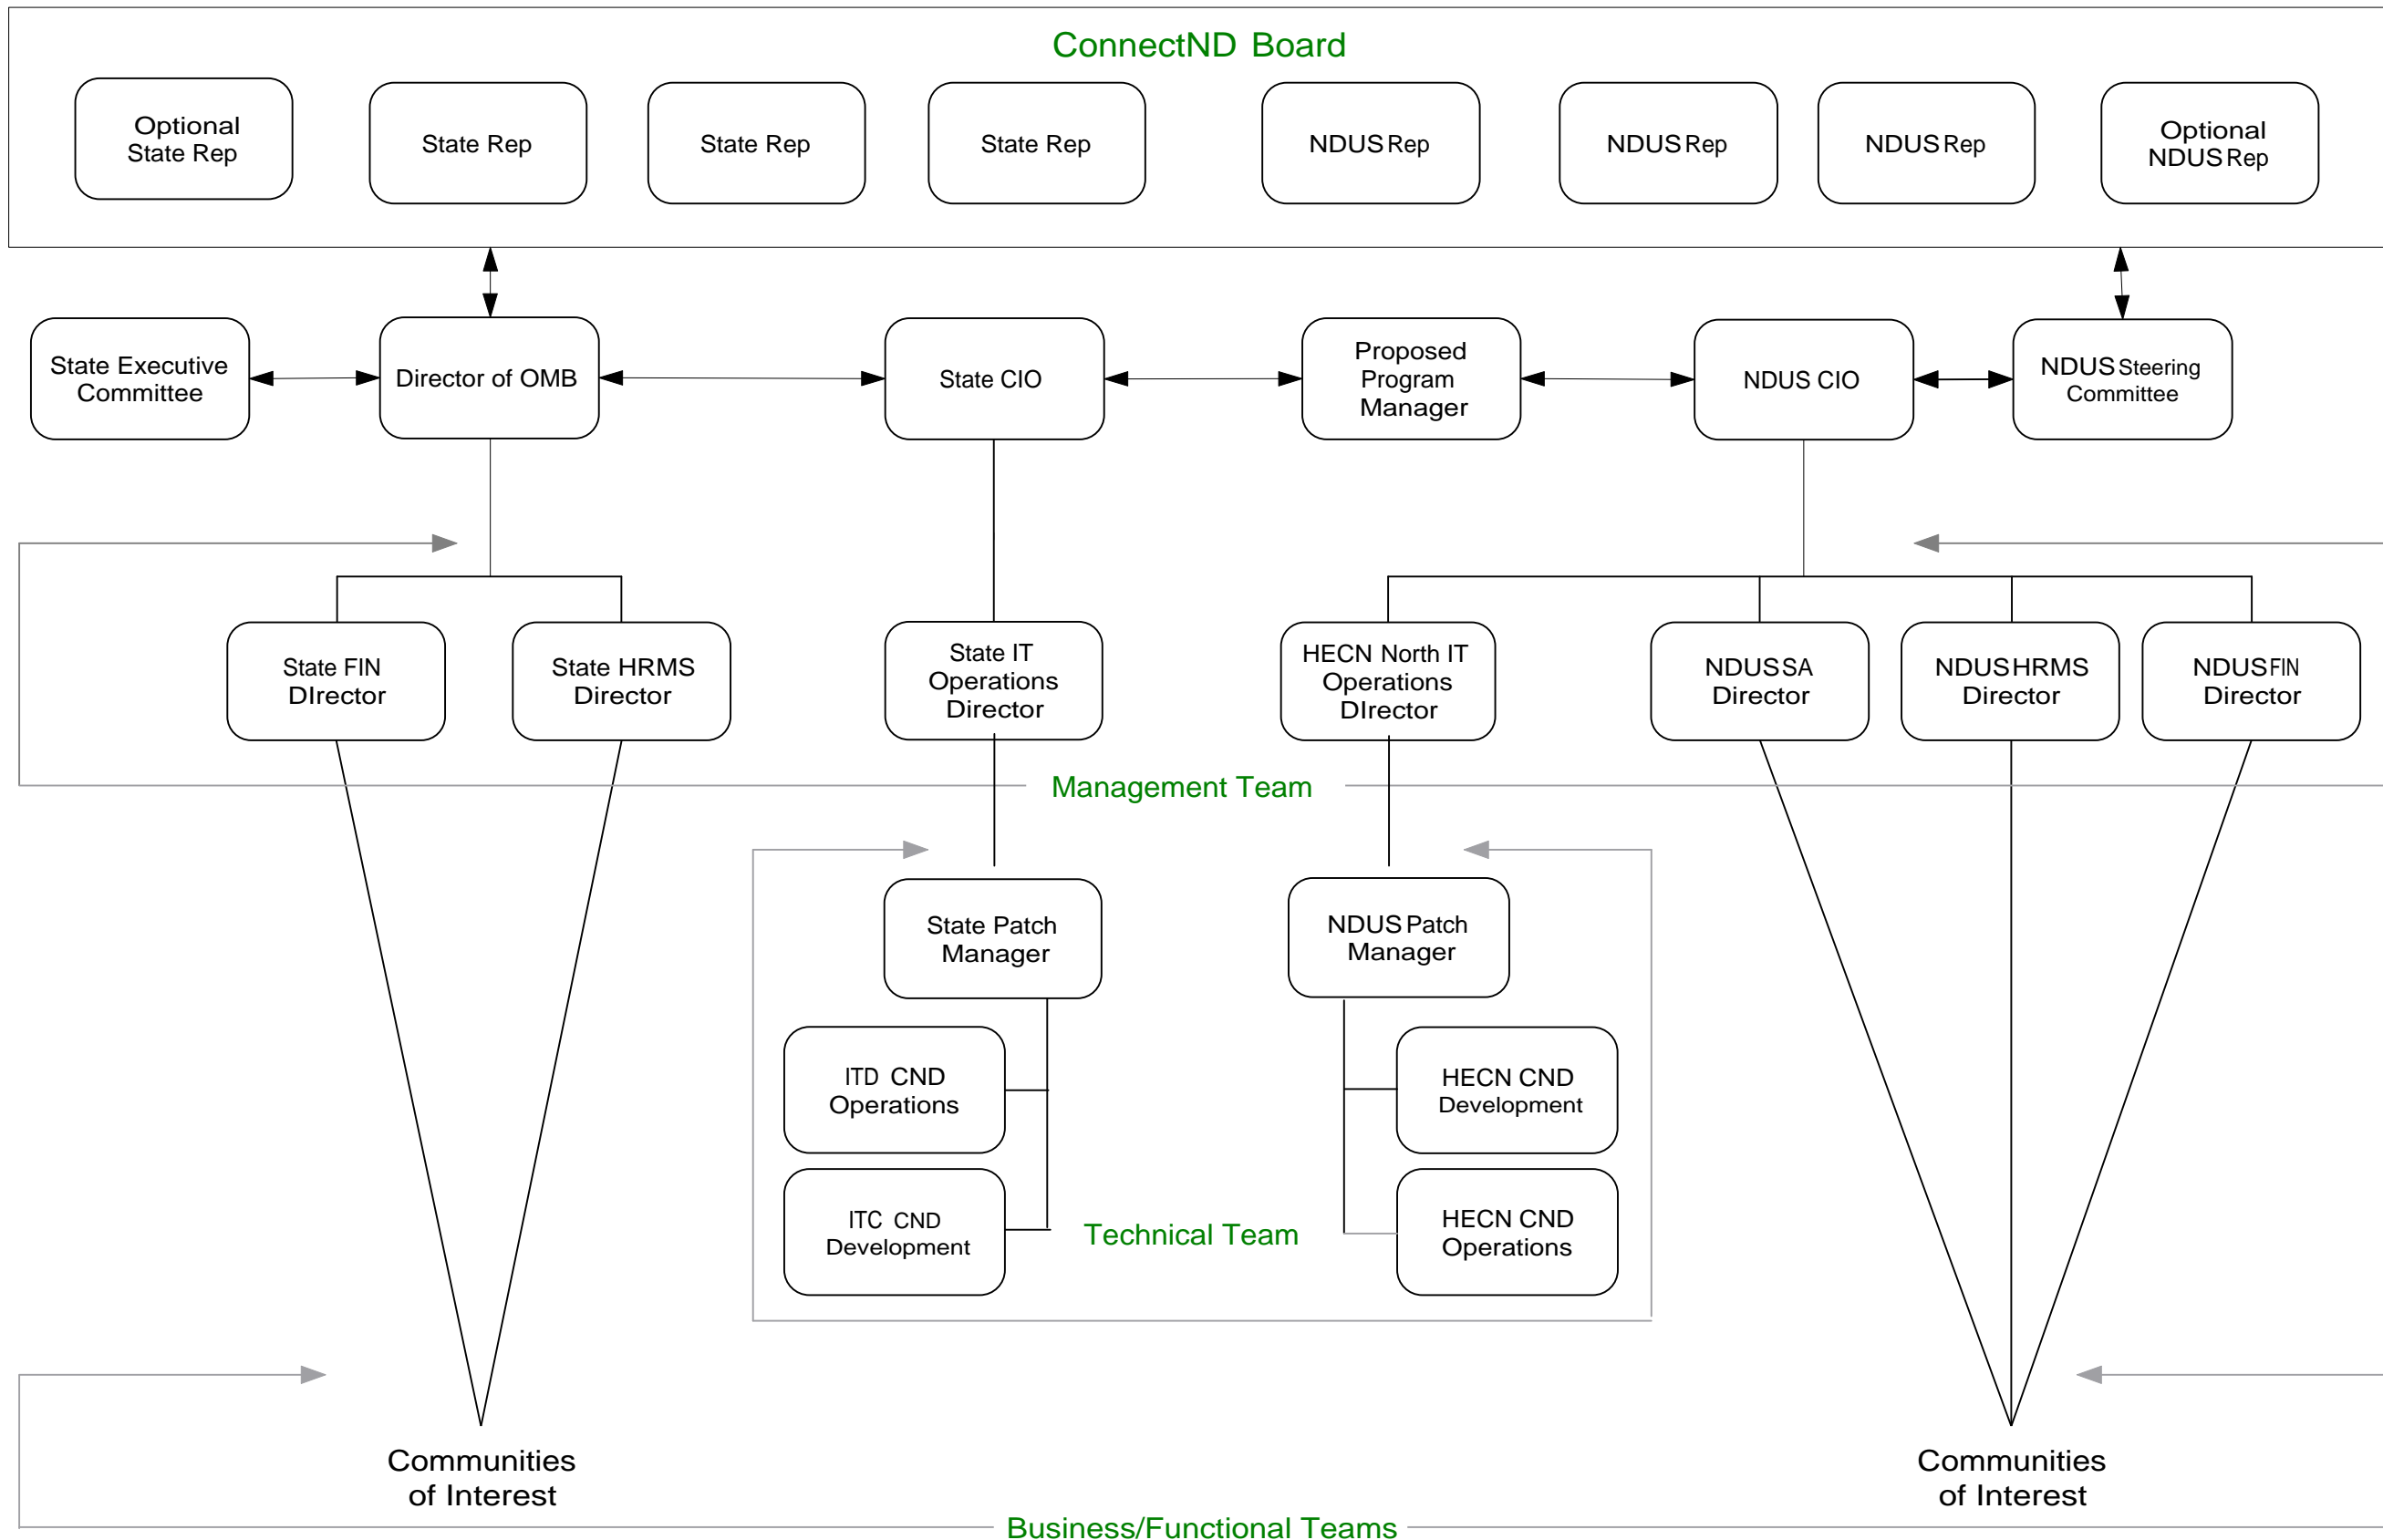 ConnectND Board
Optional
State Rep
State Rep
State Rep
State Rep
NDUS Rep
NDUS Rep
NDUS Rep
Optional
NDUS Rep
State Executive
Committee
Director of OMB
State CIO
Proposed
Program
Manager
NDUS CIO
NDUS Steering
Committee
State FIN
DIrector
State HRMS
Director
State IT
Operations
Director
HECN North IT
Operations
DIrector
NDUS SA
Director
NDUS HRMS
Director
NDUS FIN
Director
Management Team
State Patch
Manager
NDUS Patch
Manager
ITD CND
Operations
HECN CND
Development
ITC CND
Development
Technical Team
HECN CND
Operations
Communities
of Interest
Communities
of Interest
Business/Functional Teams